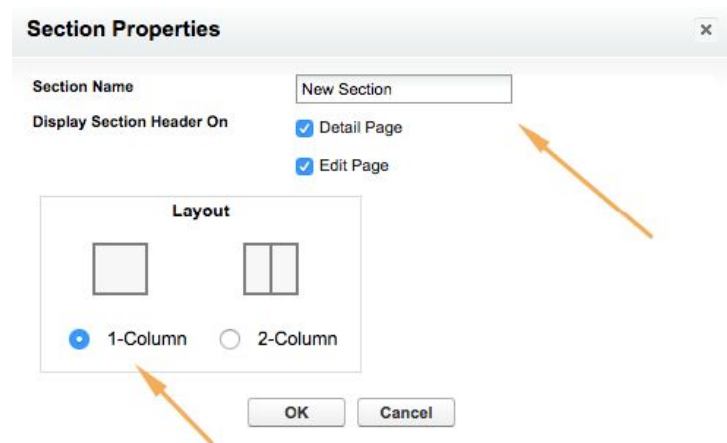 Section Properties
Section Name
New Section
Display Section Header On
Detail Page
Edit Page
Layout
1-Column
2-Column
OK
Cancel